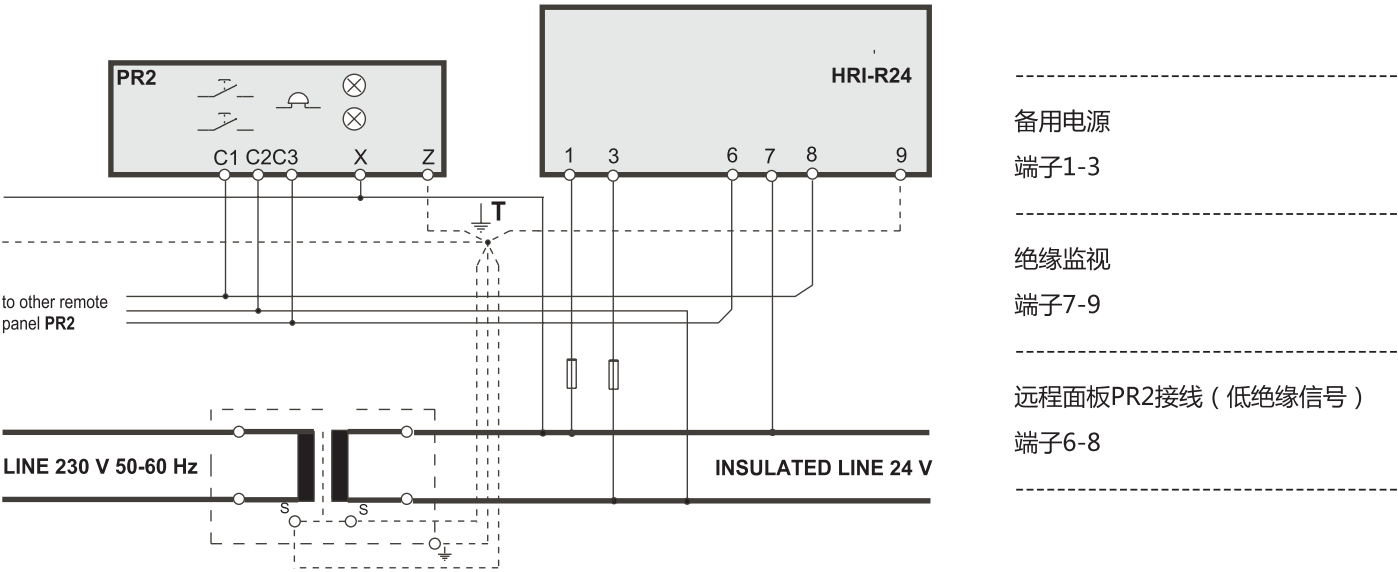 PR2
HRI-R24
C1 C2 C3 X Z
1 3 6 7 8 9
T
to other remote
panel PR2
LINE 230 V 50-60 Hz
INSULATED LINE 24 V
S S
备用电源
端子1-3
绝缘监视
端子7-9
远程面板PR2接线（低绝缘信号）
端子6-8